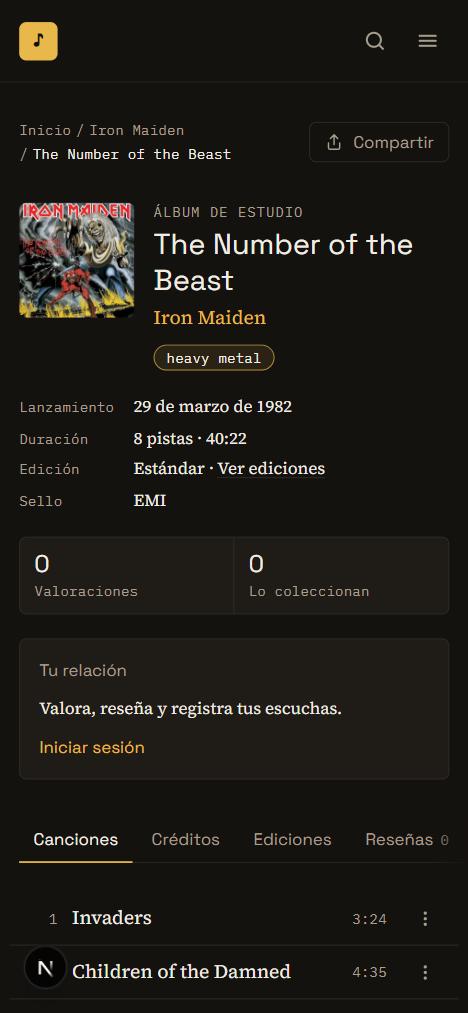 Inicio / Iron Maiden
/ The Number of the Beast
Compartir
IRON MAIDEN
ÁLBUM DE ESTUDIO
The Number of the
Beast
Iron Maiden
heavy metal
Lanzamiento 29 de marzo de 1982
Duración 8 pistas · 40:22
Edición Estándar · Ver ediciones
Sello EMI
0 0
Valoraciones Lo coleccionan
Tu relación
Valora, reseña y registra tus escuchas.
Iniciar sesión
Canciones Créditos Ediciones Reseñas 0
1 Invaders 3:24
N Children of the Damned 4:35